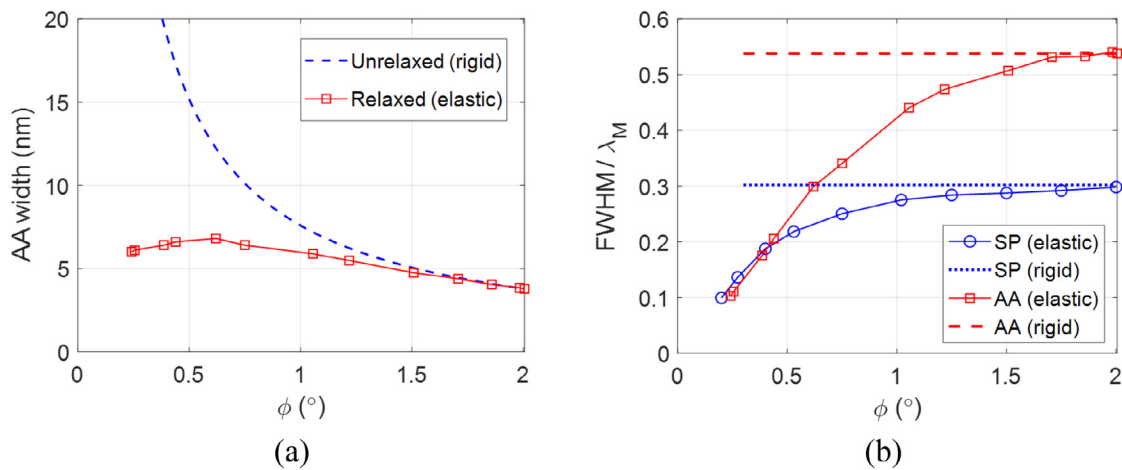 20
15
10
5
0
AA width (nm)
Unrelaxed (rigid)
Relaxed (elastic)
0 0.5 1 1.5 2
ϕ (°)
(a)
0.6
0.5
0.4
0.3
0.2
0.1
0
FWHM / λM
SP (elastic)
SP (rigid)
AA (elastic)
AA (rigid)
0 0.5 1 1.5 2
ϕ (°)
(b)